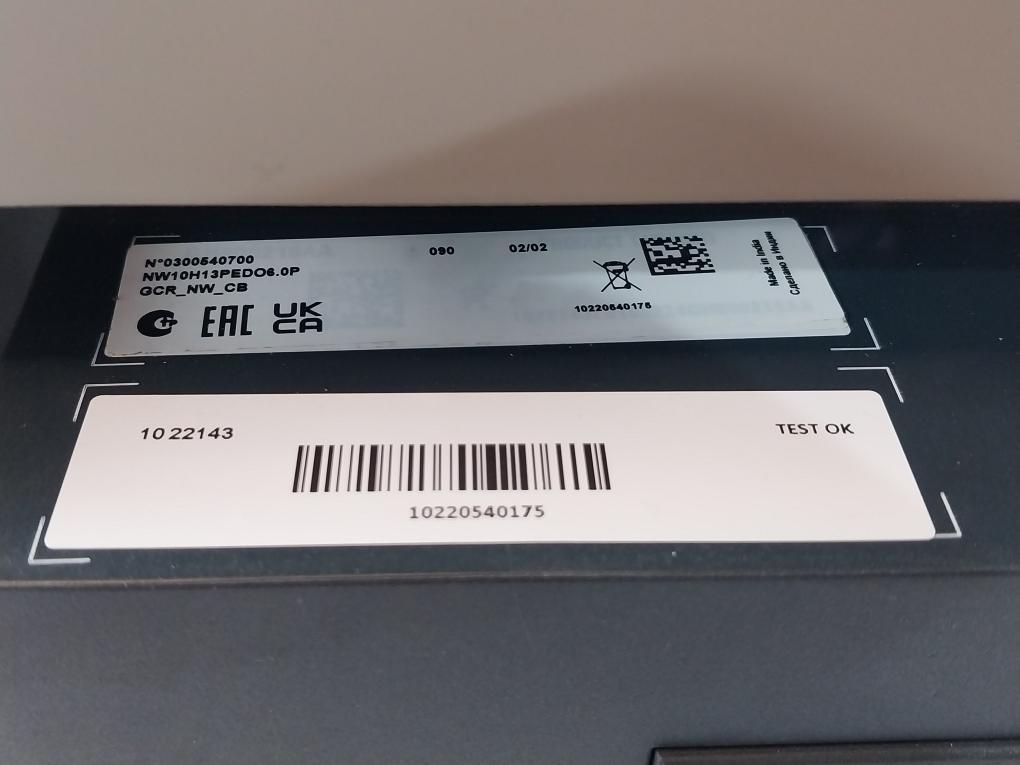 N°0300540700
090
02/02
NW10H13PEDO6.0P
GCR_NW_CB
EAC
UK
CA
10220540175
Made in India
Сделано в Индии
10 22143
TEST OK
10220540175